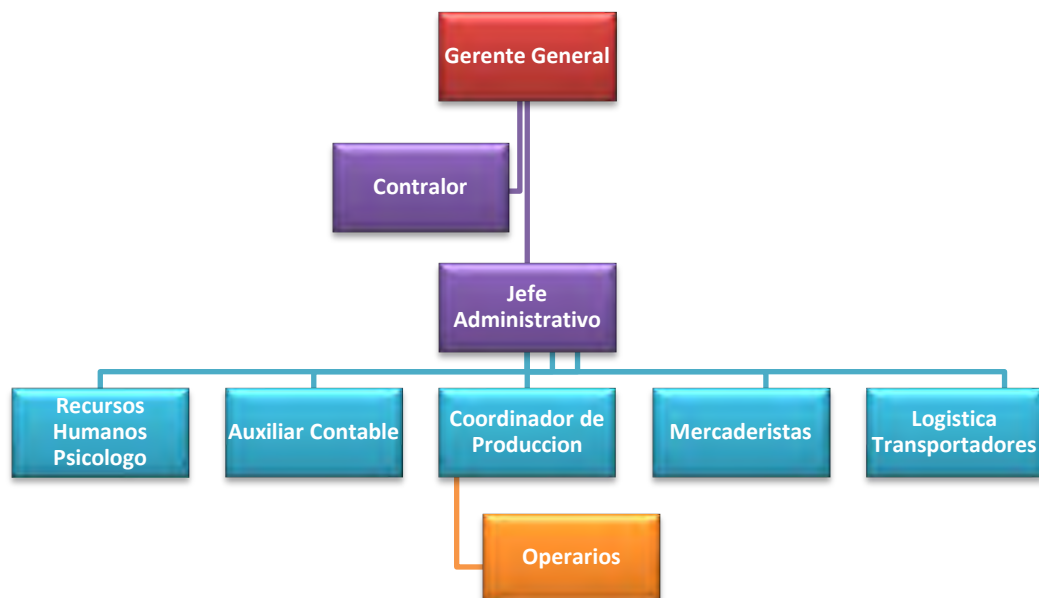 Gerente General
Contralor
Jefe
Administrativo
Recursos
Humanos
Psicologo
Auxiliar Contable
Coordinador de
Produccion
Mercaderistas
Logistica
Transportadores
Operarios